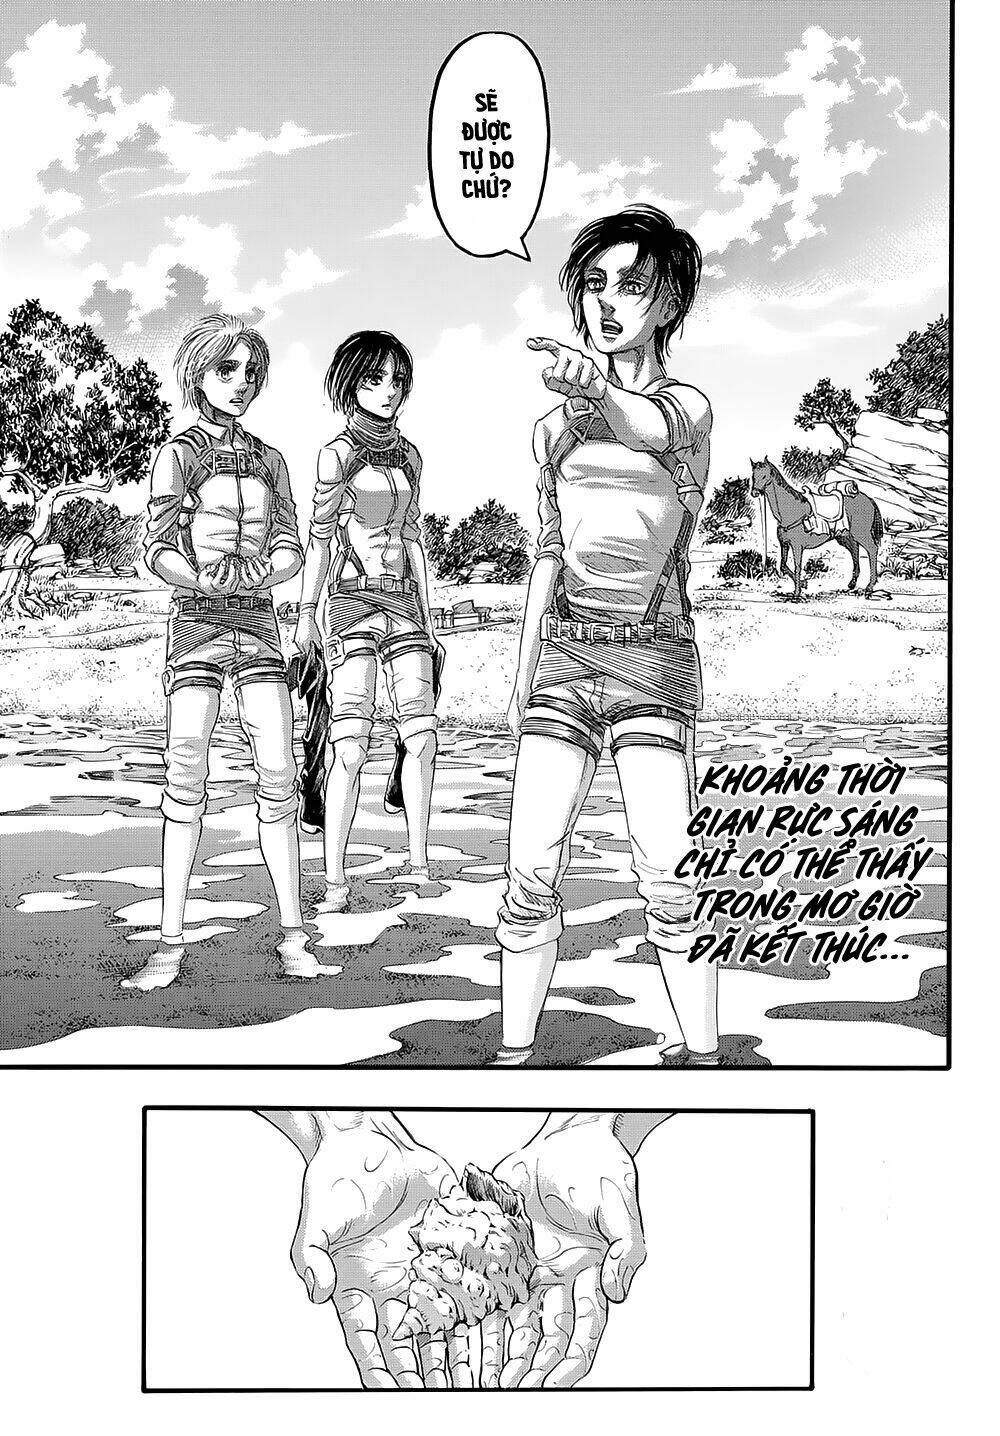 SẼ
ĐƯỢC
TỰ DO
CHỨ?
KHOẢNG THỜI
GIAN RỰC SÁNG
CHỈ CÓ THỂ THẤY
TRONG MƠ GIỜ
ĐÃ KẾT THÚC...